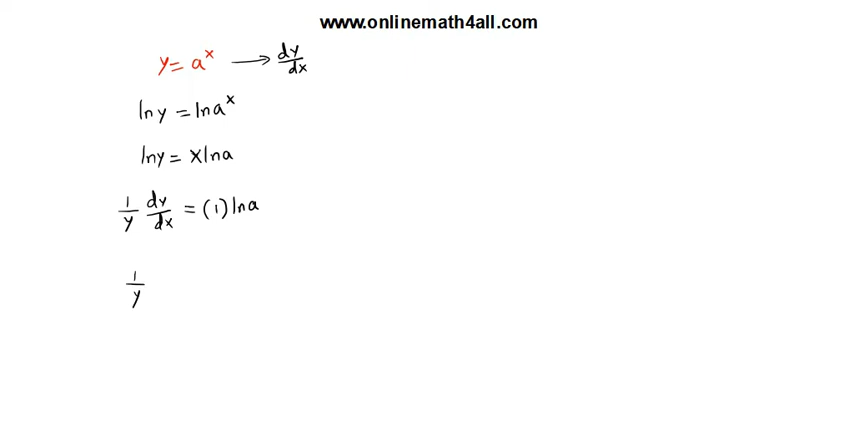 www.onlinemath4all.com
y = a^x → dy/dx
ln y = ln a^x
ln y = x ln a
1/y dy/dx = (1) ln a
1/y